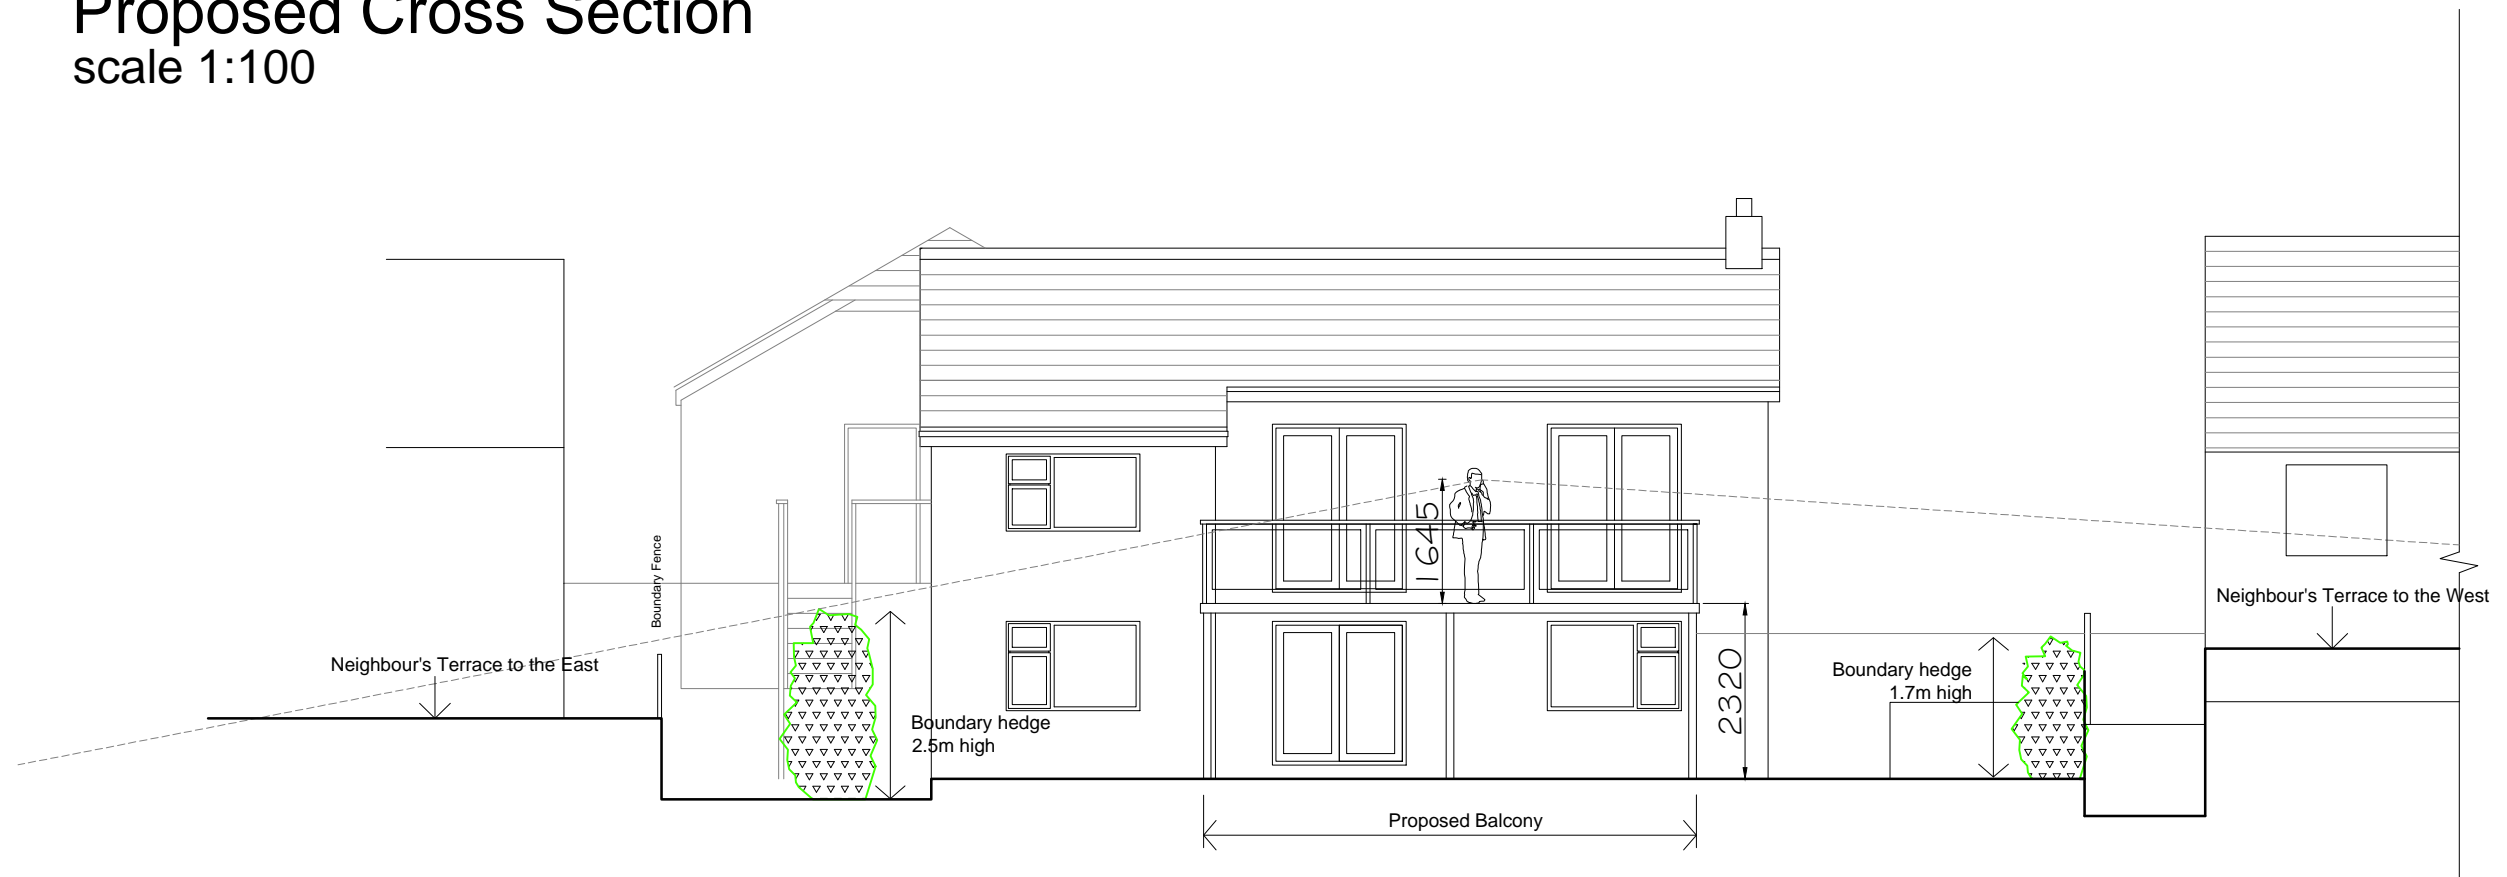 Proposed Cross Section
scale 1:100
1645
Boundary Fence
Neighbour's Terrace to the West
Neighbour's Terrace to the East
Boundary hedge
1.7m high
2320
Boundary hedge
2.5m high
Proposed Balcony